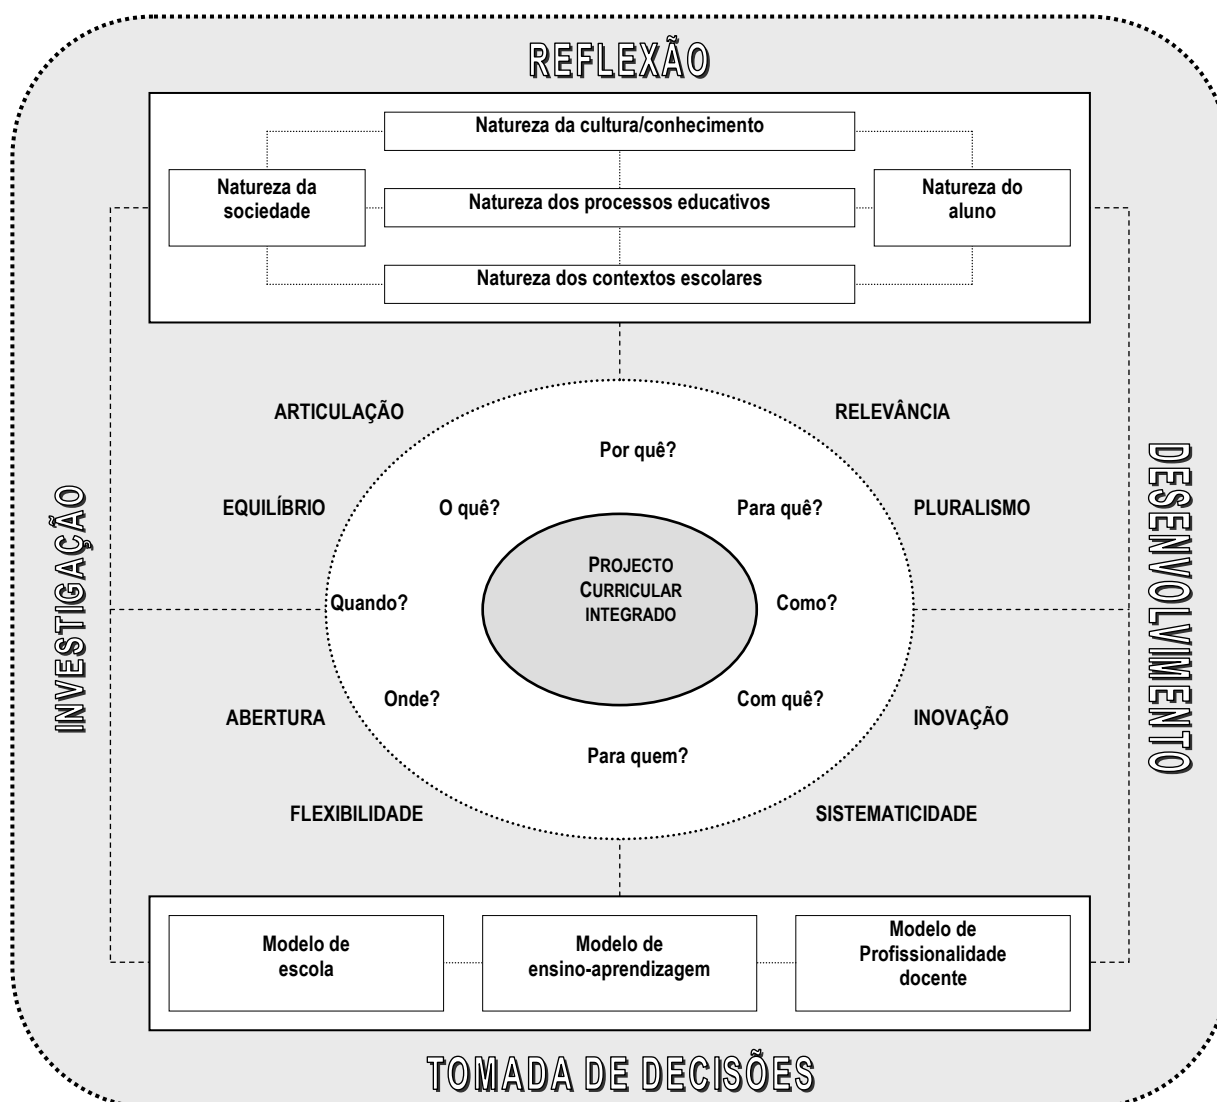 REFLEXÃO
Natureza da cultura/conhecimento
Natureza da
sociedade
Natureza dos processos educativos
Natureza do
aluno
Natureza dos contextos escolares
ARTICULAÇÃO
RELEVÂNCIA
Por quê?
EQUILÍBRIO
O quê?
Para quê?
PLURALISMO
INVESTIGAÇÃO
DESENVOLVIMENTO
PROJECTO
CURRICULAR
INTEGRADO
Quando?
Como?
Onde?
Com quê?
ABERTURA
INOVAÇÃO
Para quem?
FLEXIBILIDADE
SISTEMATICIDADE
Modelo de
escola
Modelo de
ensino-aprendizagem
Modelo de
Profissionalidade
docente
TOMADA DE DECISÕES